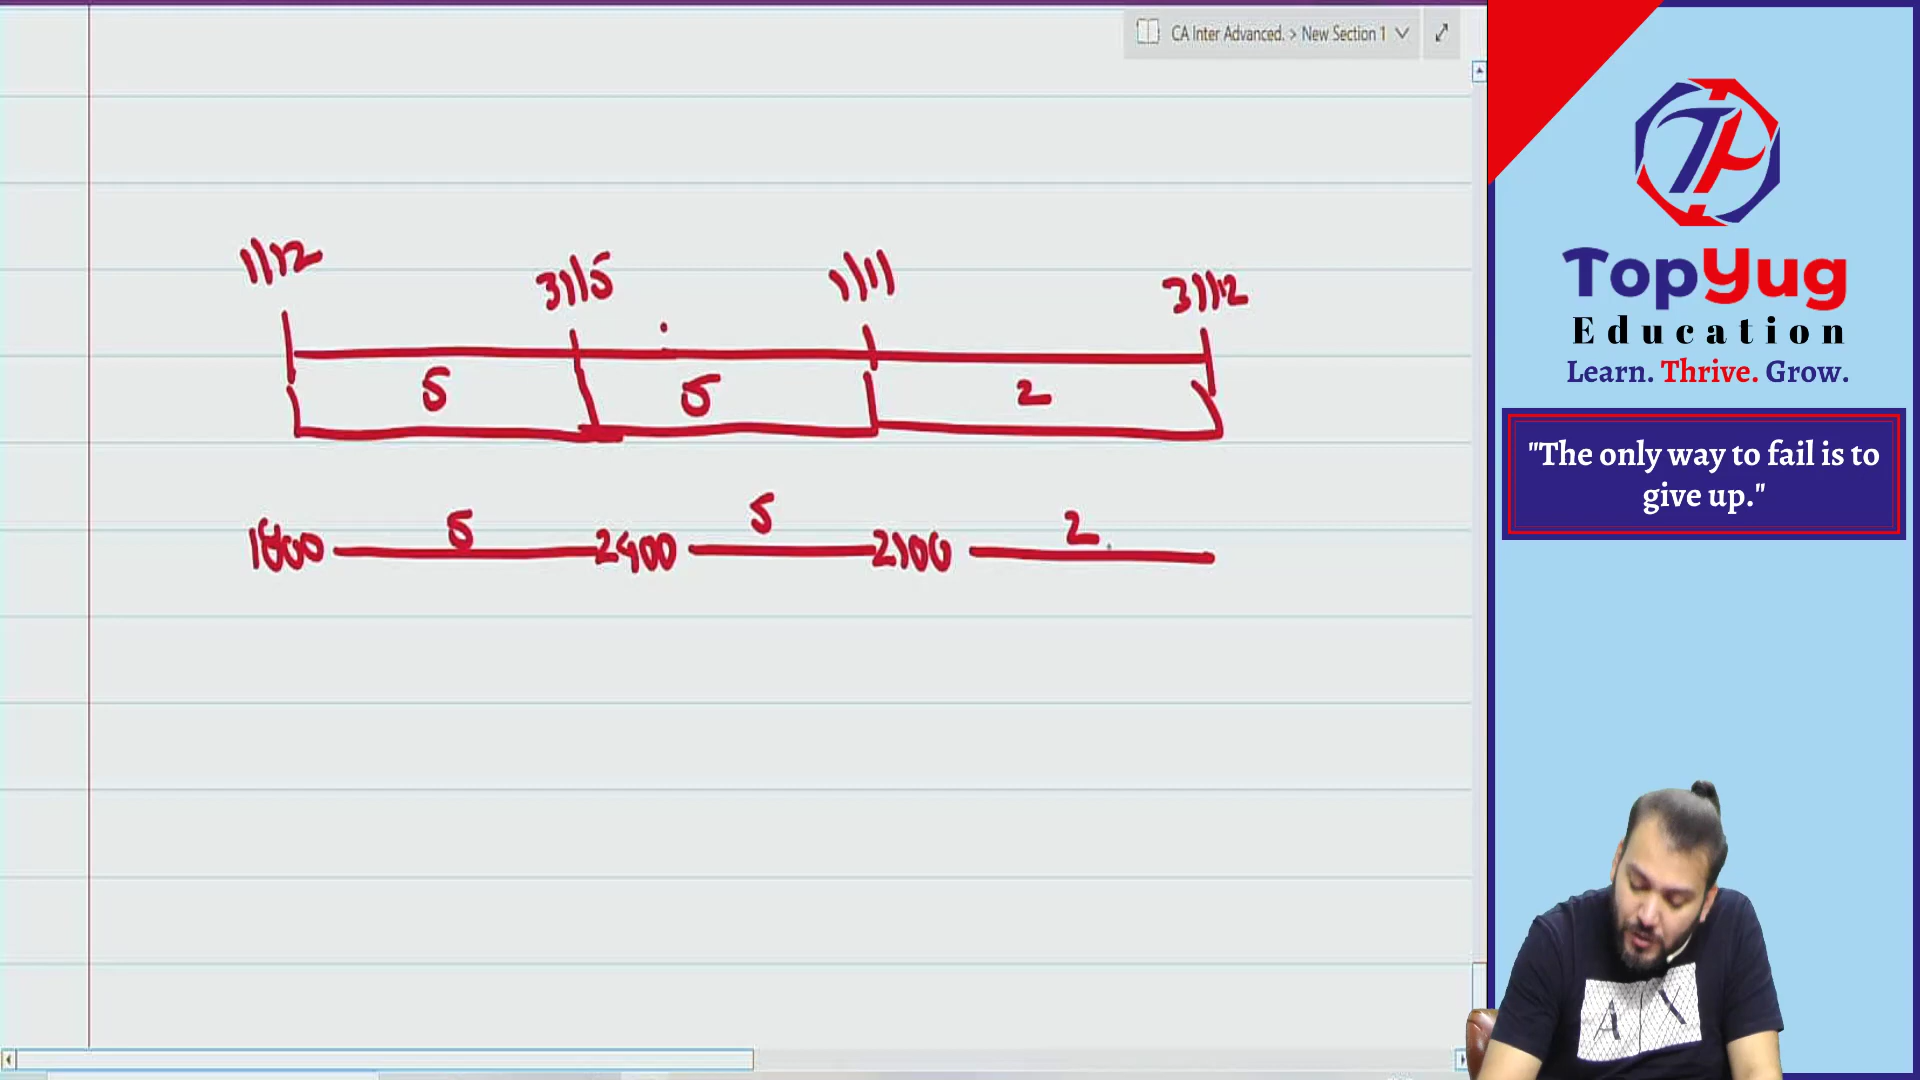 CA Inter Advanced. > New Section 1
1/12
31/5
1/11
31/12
5
5
2
1800
5
2400
5
2100
2
TopYug
Education
Learn. Thrive. Grow.
"The only way to fail is to
give up."
A X